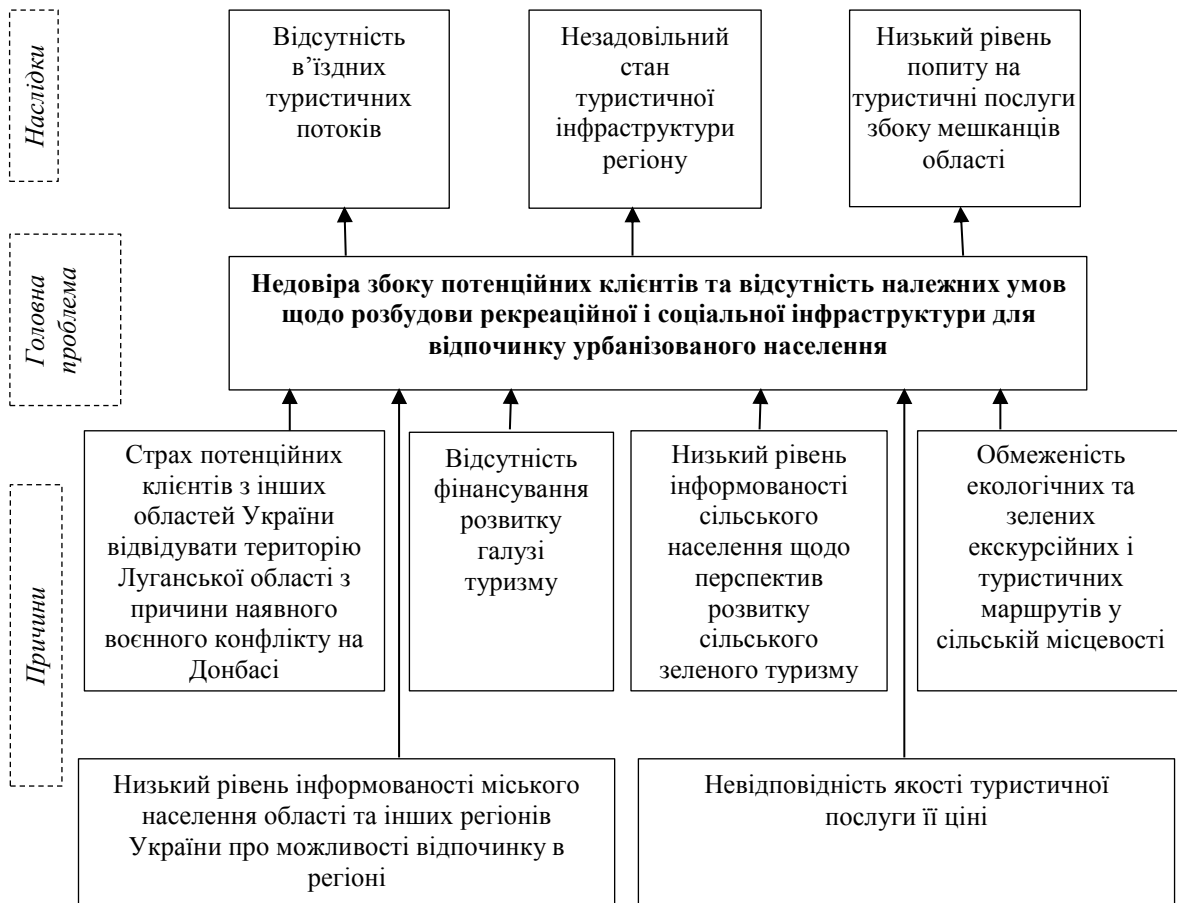 Наслідки
Відсутність
в’їздних
туристичних
потоків
Незадовільний
стан
туристичної
інфраструктури
регіону
Низький рівень
попиту на
туристичні послуги
збоку мешканців
області
Головна
проблема
Недовіра збоку потенційних клієнтів та відсутність належних умов
щодо розбудови рекреаційної і соціальної інфраструктури для
відпочинку урбанізованого населення
Причини
Страх потенційних
клієнтів з інших
областей України
відвідувати територію
Луганської області з
причини наявного
воєнного конфлікту на
Донбасі
Відсутність
фінансування
розвитку
галузі
туризму
Низький рівень
інформованості
сільського
населення щодо
перспектив
розвитку
сільського
зеленого туризму
Обмеженість
екологічних та
зелених
екскурсійних і
туристичних
маршрутів у
сільській місцевості
Низький рівень інформованості міського
населення області та інших регіонів
України про можливості відпочинку в
регіоні
Невідповідність якості туристичної
послуги її ціні